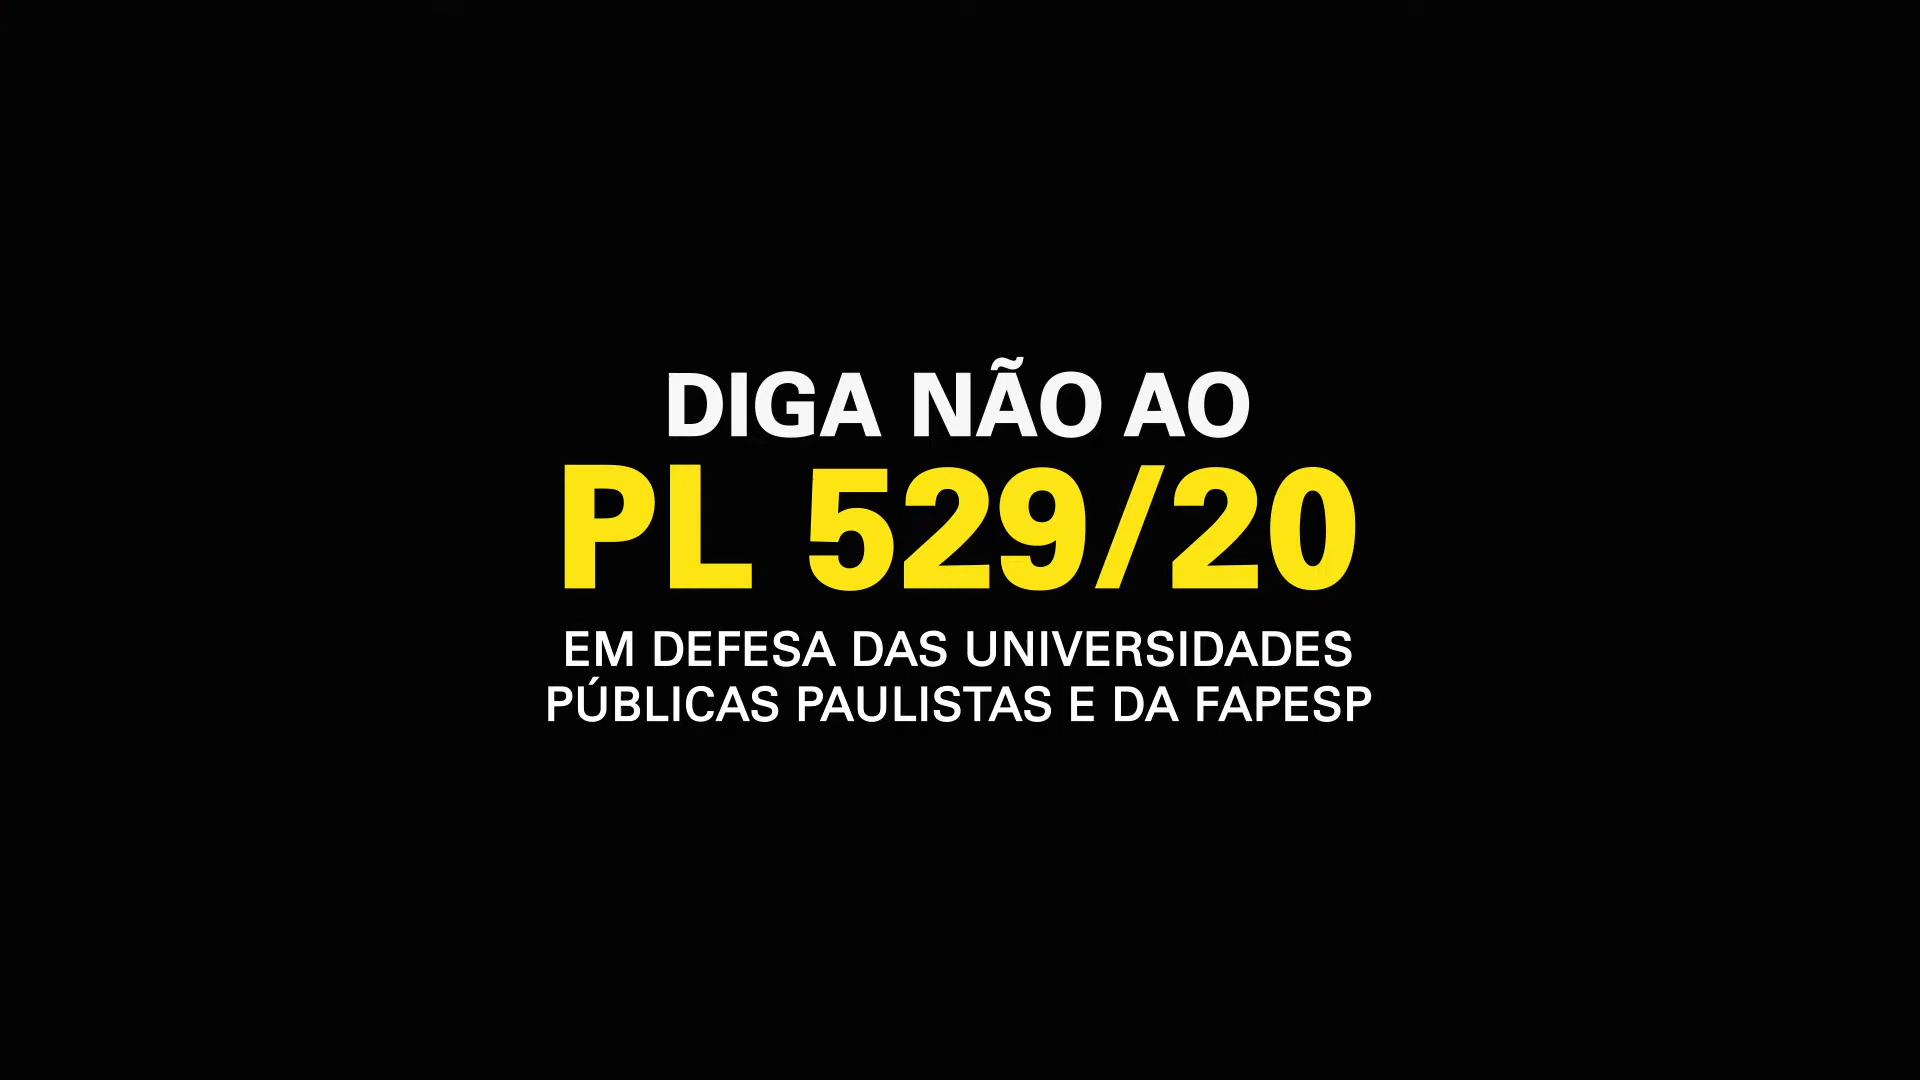 DIGA NÃO AO
PL 529/20
EM DEFESA DAS UNIVERSIDADES
PÚBLICAS PAULISTAS E DA FAPESP